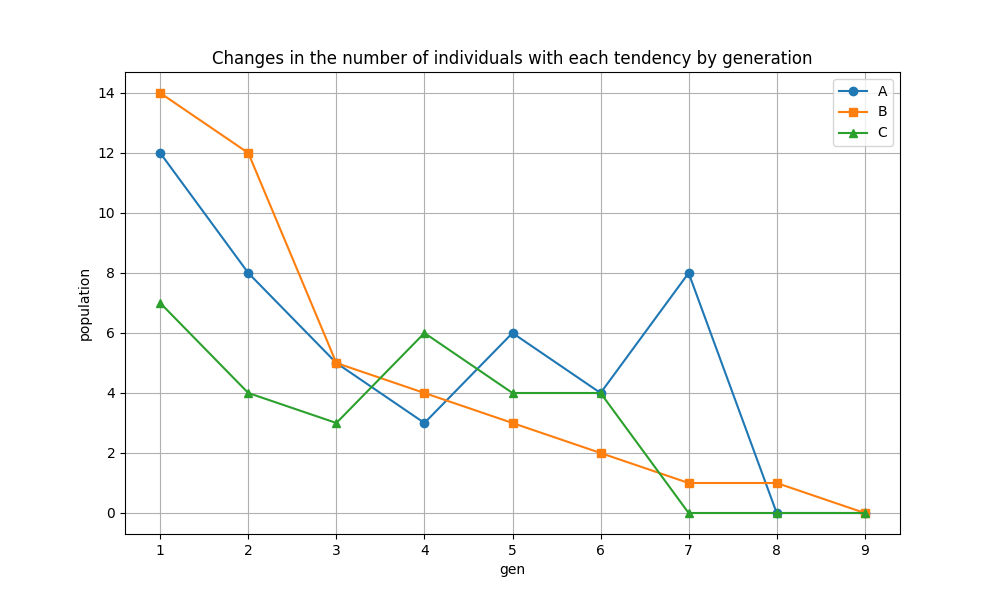 Changes in the number of individuals with each tendency by generation
A
B
C
14
12
10
8
6
4
2
0
population
1 2 3 4 5 6 7 8 9
gen